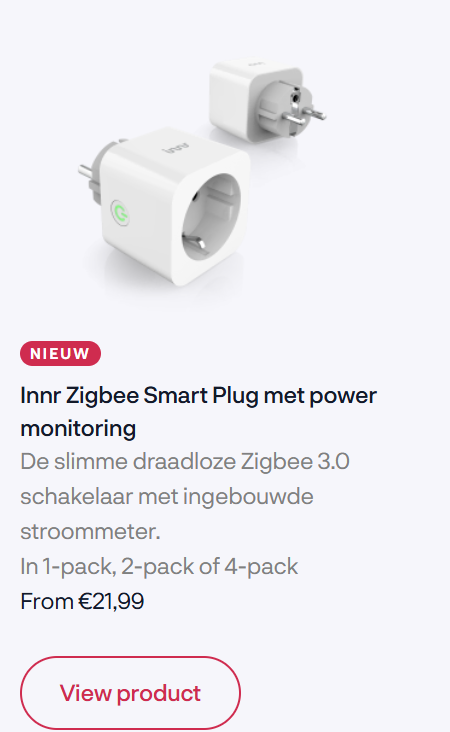 innr
NIEUW
Innr Zigbee Smart Plug met power
monitoring
De slimme draadloze Zigbee 3.0
schakelaar met ingebouwde
stroommeter.
In 1-pack, 2-pack of 4-pack
From €21,99
View product